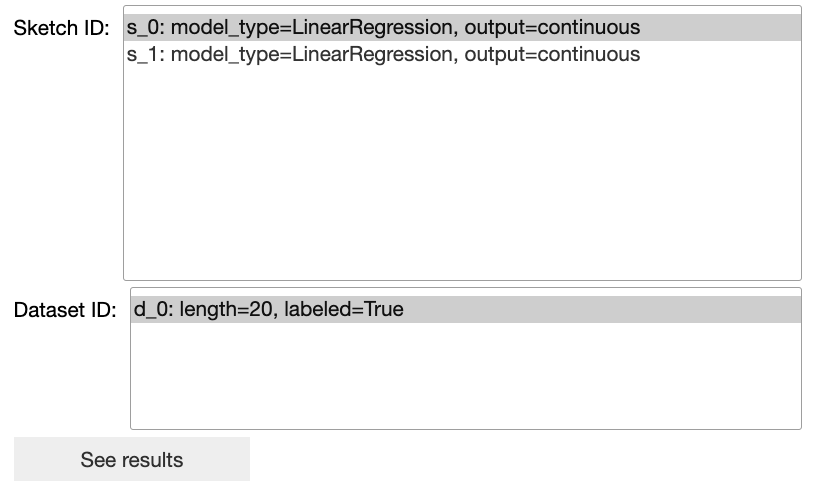 Sketch ID:
s_0: model_type=LinearRegression, output=continuous
s_1: model_type=LinearRegression, output=continuous
Dataset ID:
d_0: length=20, labeled=True
See results